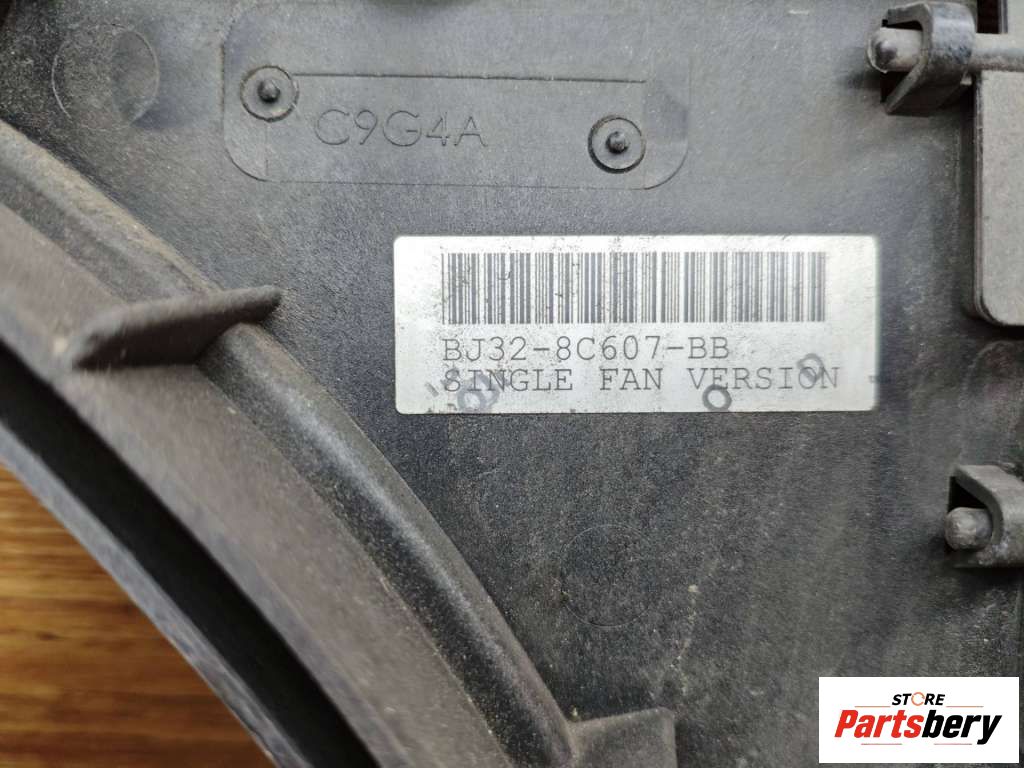 C9G4A
BJ32-8C607-BB
SINGLE FAN VERSION
STORE
Partsbery